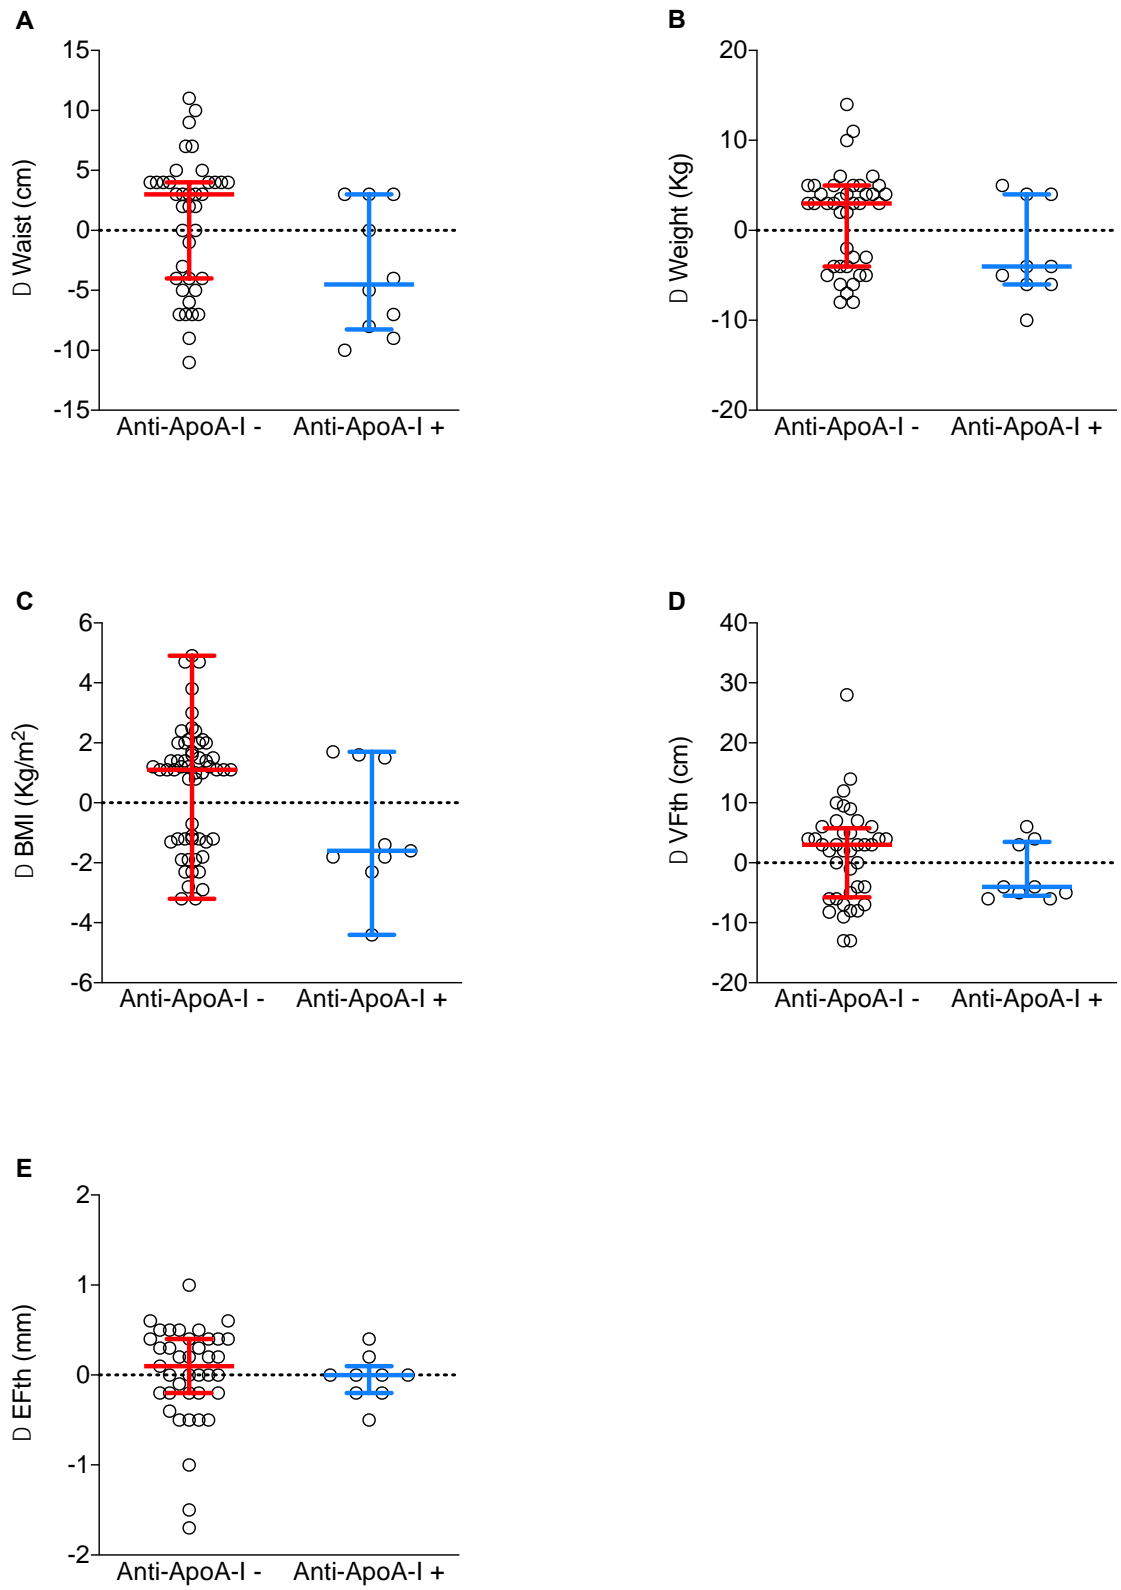 A
15
10
5
0
-5
-10
-15
D Waist (cm)
Anti-ApoA-I - Anti-ApoA-I +
B
20
10
0
-10
-20
D Weight (Kg)
Anti-ApoA-I - Anti-ApoA-I +
C
6
4
2
0
-2
-4
-6
D BMI (Kg/m²)
Anti-ApoA-I - Anti-ApoA-I +
D
40
30
20
10
0
-10
-20
D VFth (cm)
Anti-ApoA-I - Anti-ApoA-I +
E
2
1
0
-1
-2
D EFth (mm)
Anti-ApoA-I - Anti-ApoA-I +